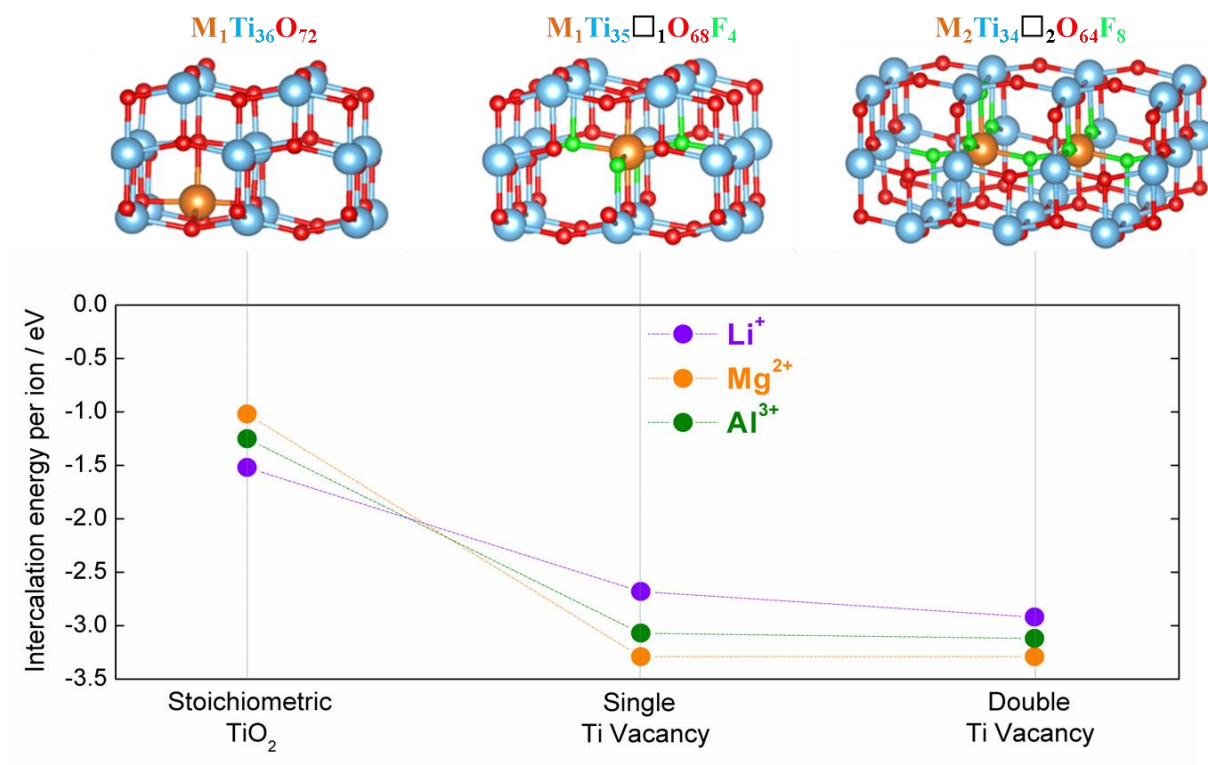 M₁Ti₃₆O₇₂
M₁Ti₃₅□₁O₆₈F₄
M₂Ti₃₄□₂O₆₄F₈
Intercalation energy per ion / eV
0.0
-0.5
-1.0
-1.5
-2.0
-2.5
-3.0
-3.5
Li⁺
Mg²⁺
Al³⁺
Stoichiometric
TiO₂
Single
Ti Vacancy
Double
Ti Vacancy